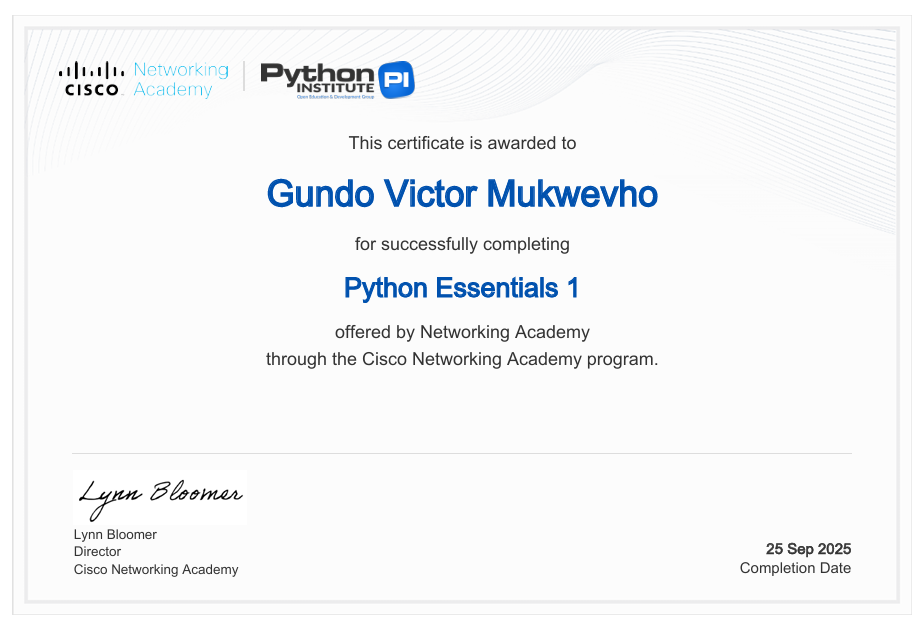 CISCO Networking Academy
Python INSTITUTE PI
Open Education & Development Group
This certificate is awarded to
Gundo Victor Mukwevho
for successfully completing
Python Essentials 1
offered by Networking Academy
through the Cisco Networking Academy program.
Lynn Bloomer
Lynn Bloomer
Director
Cisco Networking Academy
25 Sep 2025
Completion Date